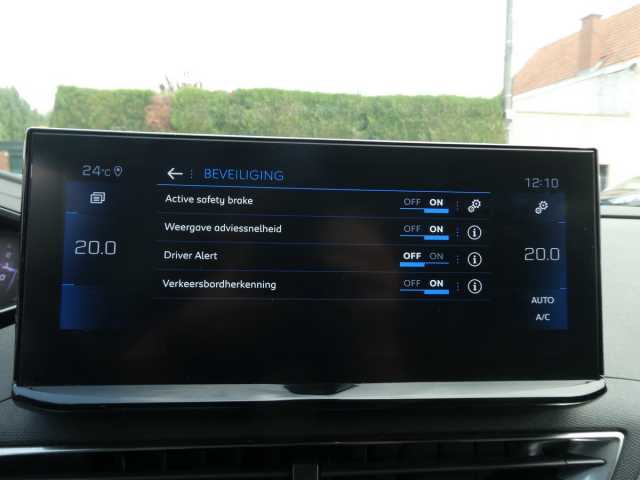 24°C
BEVEILIGING
12:10
Active safety brake OFF ON
Weergave adviessnelheid OFF ON
20.0
Driver Alert OFF ON
20.0
Verkeersbordherkenning OFF ON
AUTO
A/C